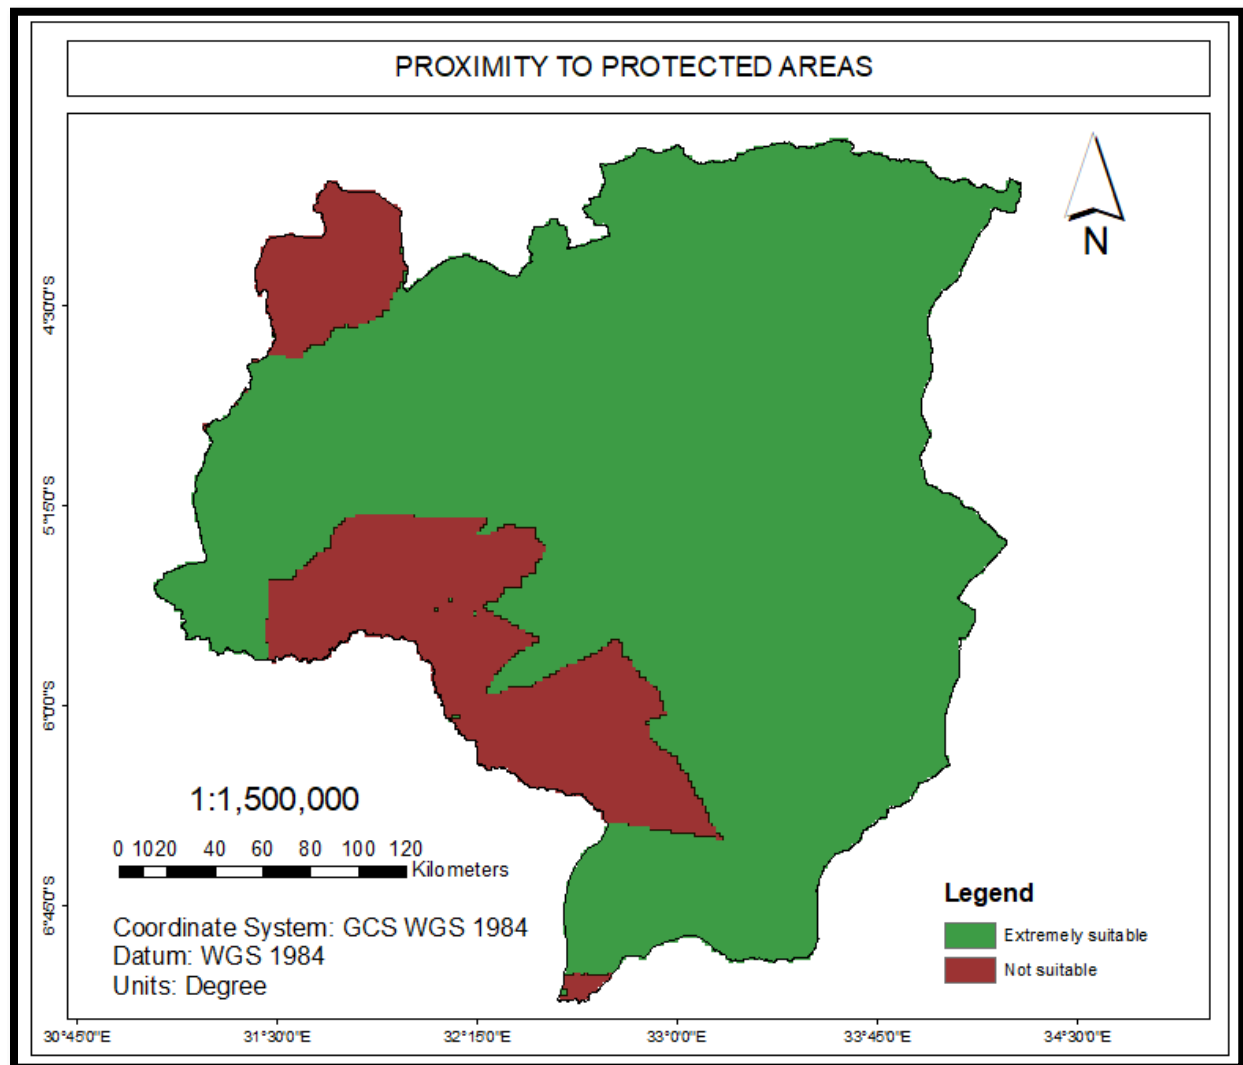 PROXIMITY TO PROTECTED AREAS
N
4°30'0"S
5°15'0"S
6°0'0"S
6°45'0"S
1:1,500,000
0 10 20 40 60 80 100 120
Kilometers
Coordinate System: GCS WGS 1984
Datum: WGS 1984
Units: Degree
Legend
Extremely suitable
Not suitable
30°45'0"E 31°30'0"E 32°15'0"E 33°0'0"E 33°45'0"E 34°30'0"E